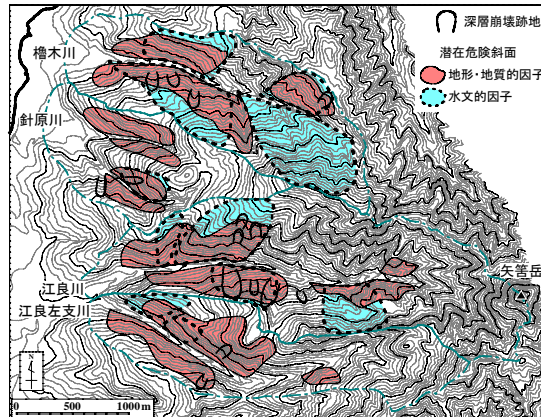 深層崩壊跡地
潜在危険斜面
地形・地質的因子
水文的因子
櫓木川
針原川
矢筈岳
江良川
江良左支川
N
0 500 1000m